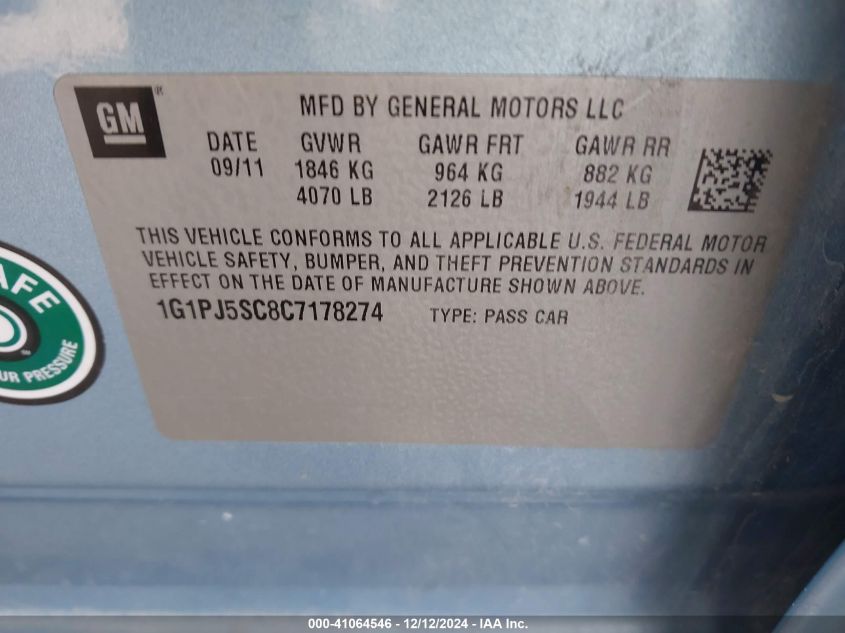 GM ®
MFD BY GENERAL MOTORS LLC
DATE GVWR GAWR FRT GAWR RR
09/11 1846 KG 964 KG 882 KG
4070 LB 2126 LB 1944 LB
THIS VEHICLE CONFORMS TO ALL APPLICABLE U.S. FEDERAL MOTOR
VEHICLE SAFETY, BUMPER, AND THEFT PREVENTION STANDARDS IN
EFFECT ON THE DATE OF MANUFACTURE SHOWN ABOVE.
1G1PJ5SC8C7178274 TYPE: PASS CAR
AFE
UR PRESSURE
000-41064546 - 12/12/2024 - IAA Inc.